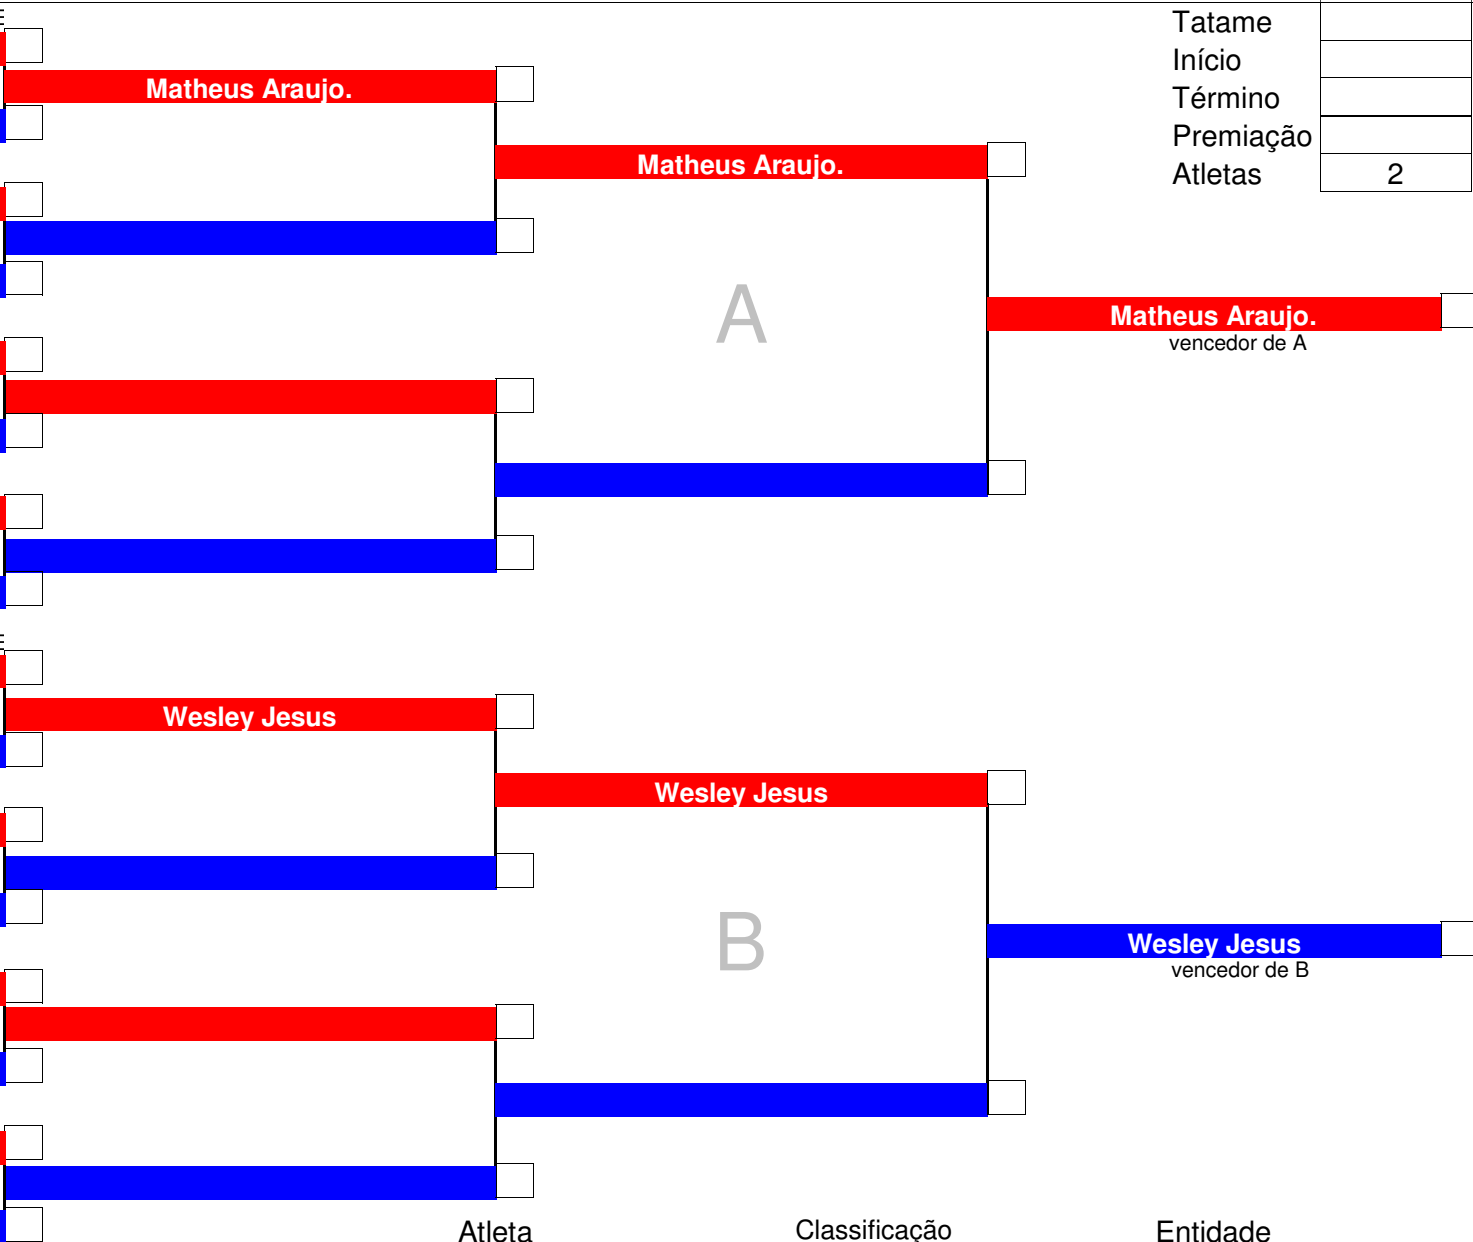 Tatame
Início
Término
Premiação
Atletas 2
Matheus Araujo.
Matheus Araujo.
A
Matheus Araujo.
vencedor de A
Wesley Jesus
Wesley Jesus
B
Wesley Jesus
vencedor de B
Atleta Classificação Entidade